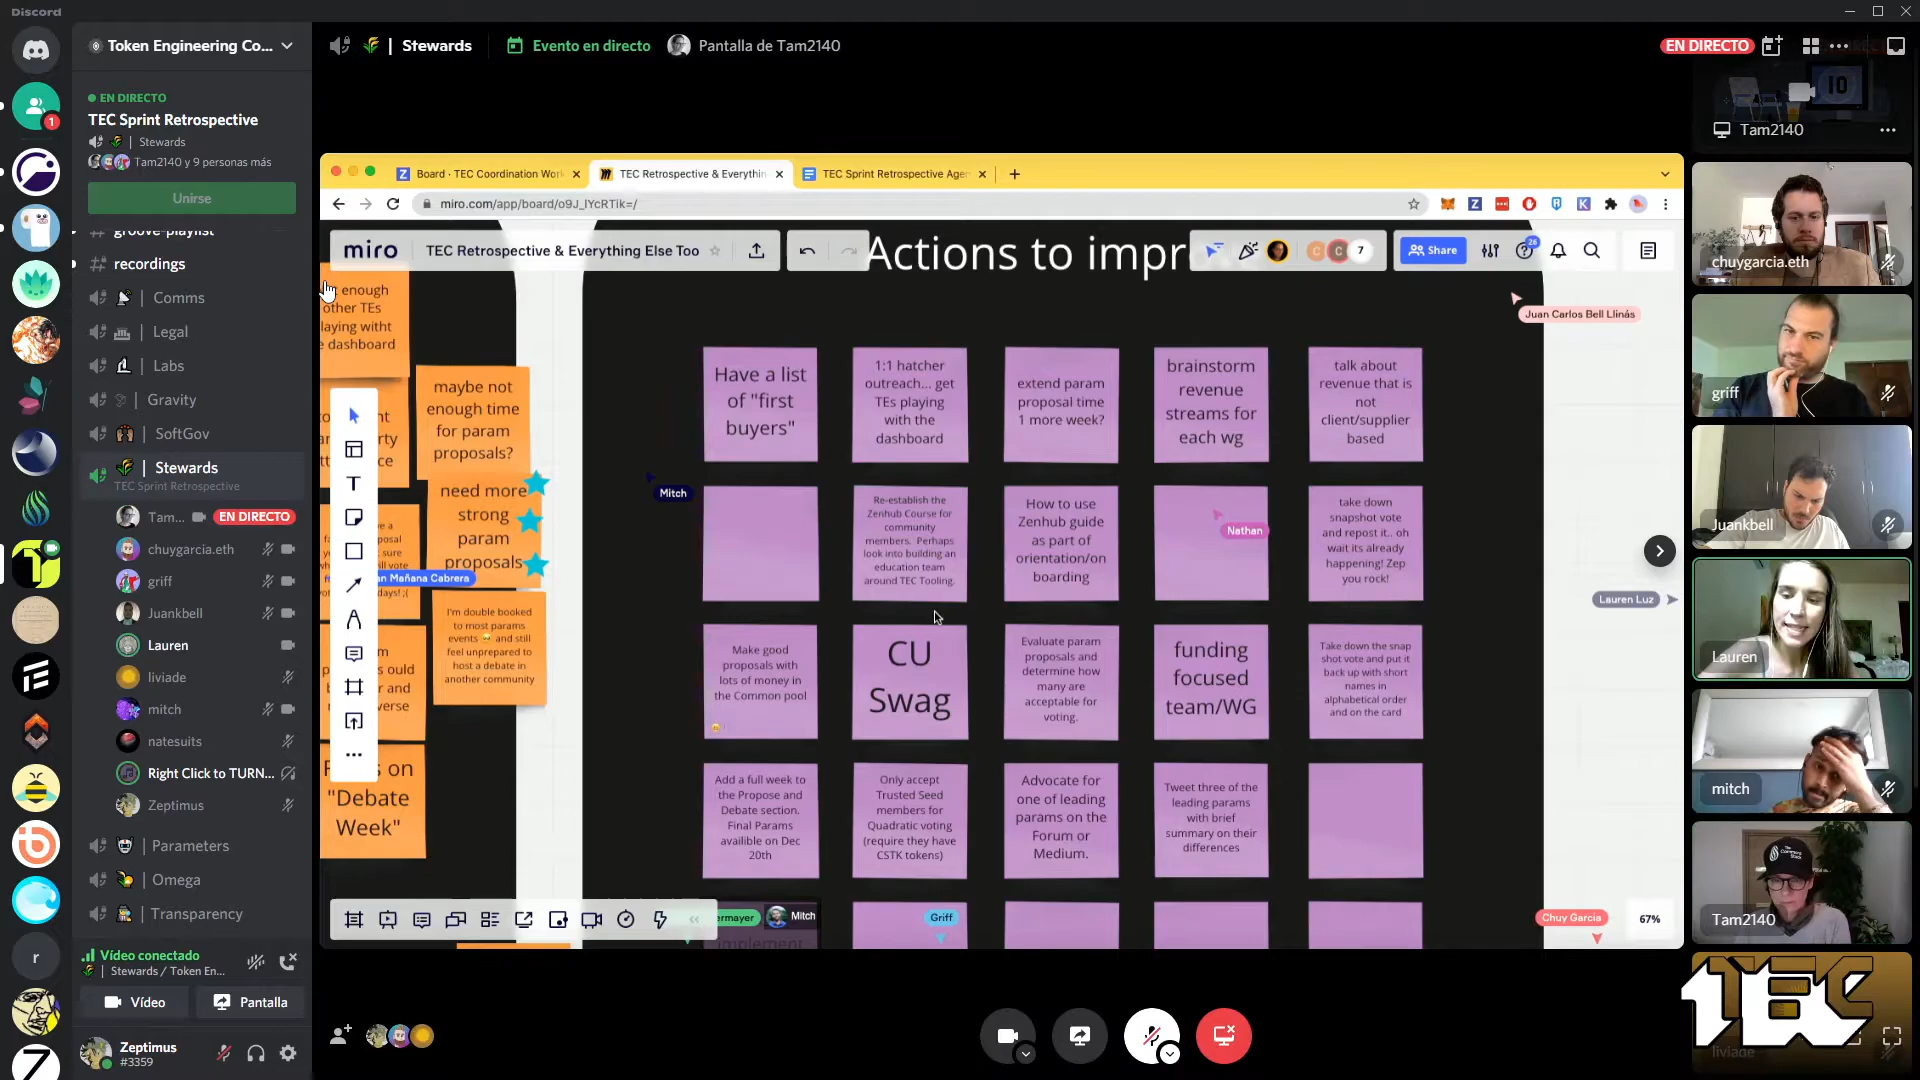 Discord
Token Engineering Co...
EN DIRECTO
TEC Sprint Retrospective
Stewards
Tam2140 y 9 personas más
Unirse
groove-playlist
recordings
Comms
Legal
Labs
Gravity
SoftGov
Stewards
TEC Sprint Retrospective
Tam... EN DIRECTO
chuygarcia.eth
griff
Juankbell
Lauren
liviade
mitch
natesuits
Right Click to TURN...
Zeptimus
Parameters
Omega
Transparency
Vídeo conectado
Stewards / Token En...
Vídeo
Pantalla
Zeptimus
#3359
Stewards
Evento en directo
Pantalla de Tam2140
EN DIRECTO
Board · TEC Coordination Work
TEC Retrospective & Everythin
TEC Sprint Retrospective Age
miro.com/app/board/o9J_lYcRTik=/
miro
TEC Retrospective & Everything Else Too
Actions to impr
7
Share
26
enough
other TEs
laying witht
dashboard
maybe not
enough time
for param
proposals?
need more
strong
param
proposals
an Mañana Cabrera
I'm double booked
to most params
events and still
feel unprepared to
host a debate in
another community
on
"Debate
Week"
Juan Carlos Bell Llinás
Have a list
of "first
buyers"
1:1 hatcher
outreach... get
TEs playing
with the
dashboard
extend param
proposal time
1 more week?
brainstorm
revenue
streams for
each wg
talk about
revenue that is
not
client/supplier
based
Mitch
Re-establish the
Zenhub Course for
community
members. Perhaps
look into building an
education team
around TEC Tooling.
How to use
Zenhub guide
as part of
orientation/on
boarding
Nathan
take down
snapshot vote
and repost it.. oh
wait its already
happening! Zep
you rock!
Lauren Luz
Make good
proposals with
lots of money in
the Common pool
CU
Swag
Evaluate param
proposals and
determine how
many are
acceptable for
voting.
funding
focused
team/WG
Take down the snap
shot vote and put it
back up with short
names in
alphabetical order
and on the card
Add a full week to
the Propose and
Debate section.
Final Params
availible on Dec
20th
Only accept
Trusted Seed
members for
Quadratic voting
(require they have
CSTK tokens)
Advocate for
one of leading
params on the
Forum or
Medium.
Tweet three of the
leading params
with brief
summary on their
differences
ermayer
Mitch
implement
Griff
Chuy Garcia
67%
Tam2140
chuygarcia.eth
griff
Juankbell
Lauren
mitch
Tam2140
TEC
liviade